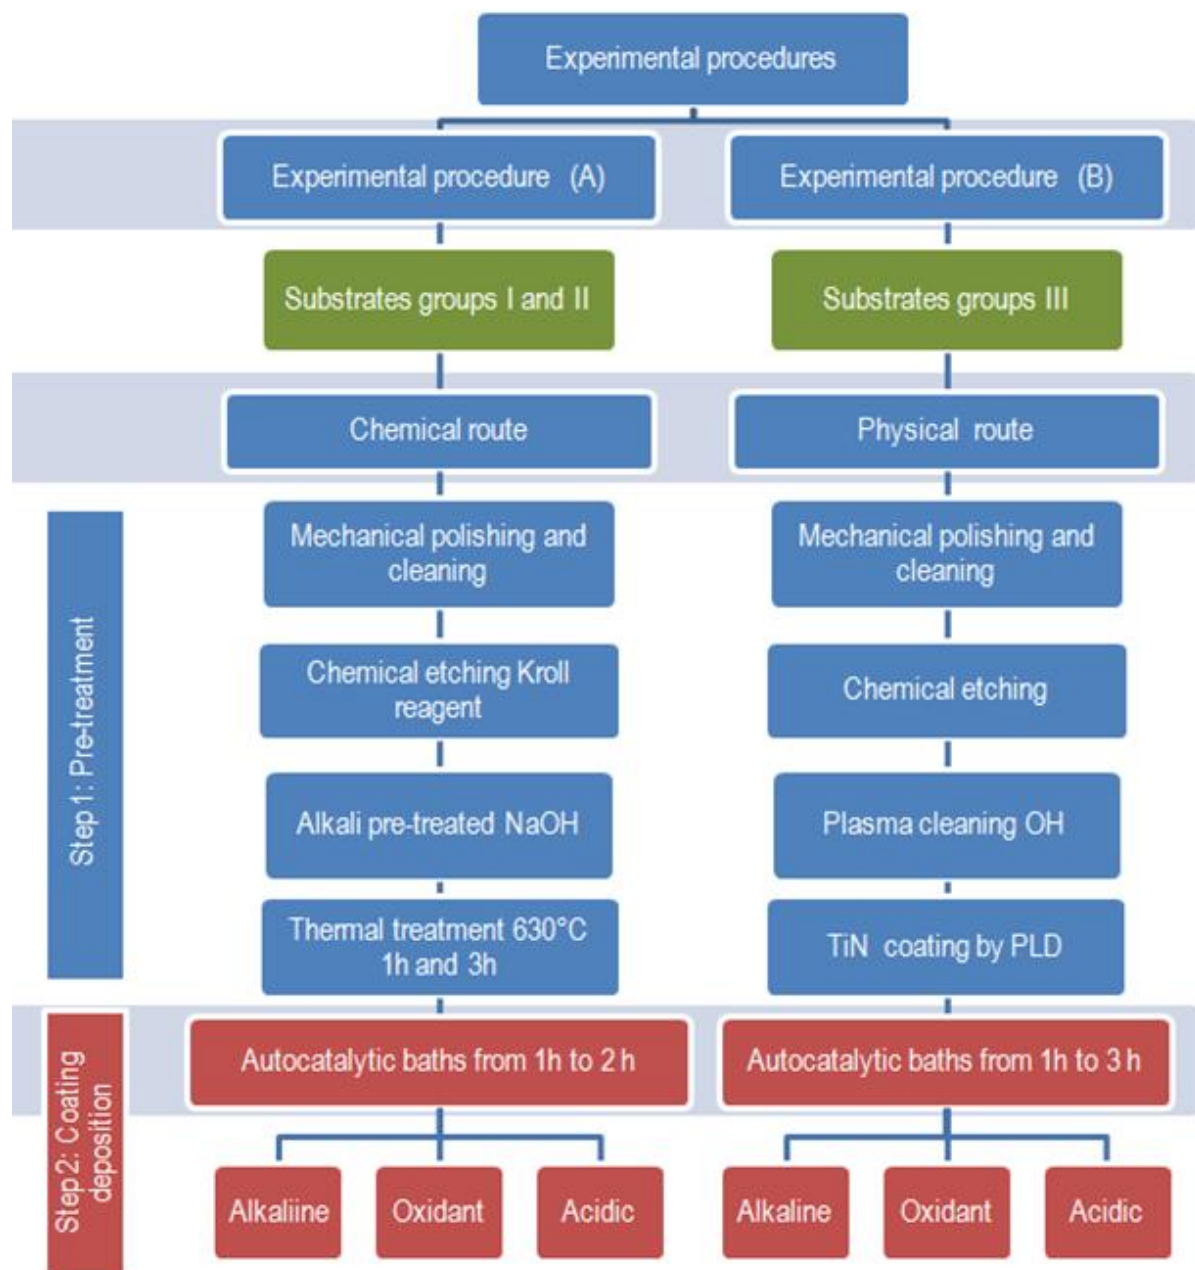 Experimental procedures
Experimental procedure (A)
Experimental procedure (B)
Substrates groups I and II
Substrates groups III
Chemical route
Physical route
Step 1: Pre-treatment
Mechanical polishing and
cleaning
Mechanical polishing and
cleaning
Chemical etching Kroll
reagent
Chemical etching
Alkali pre-treated NaOH
Plasma cleaning OH
Thermal treatment 630°C
1h and 3h
TiN coating by PLD
Step2: Coating
deposition
Autocatalytic baths from 1h to 2 h
Autocatalytic baths from 1h to 3 h
Alkaliine
Oxidant
Acidic
Alkaline
Oxidant
Acidic